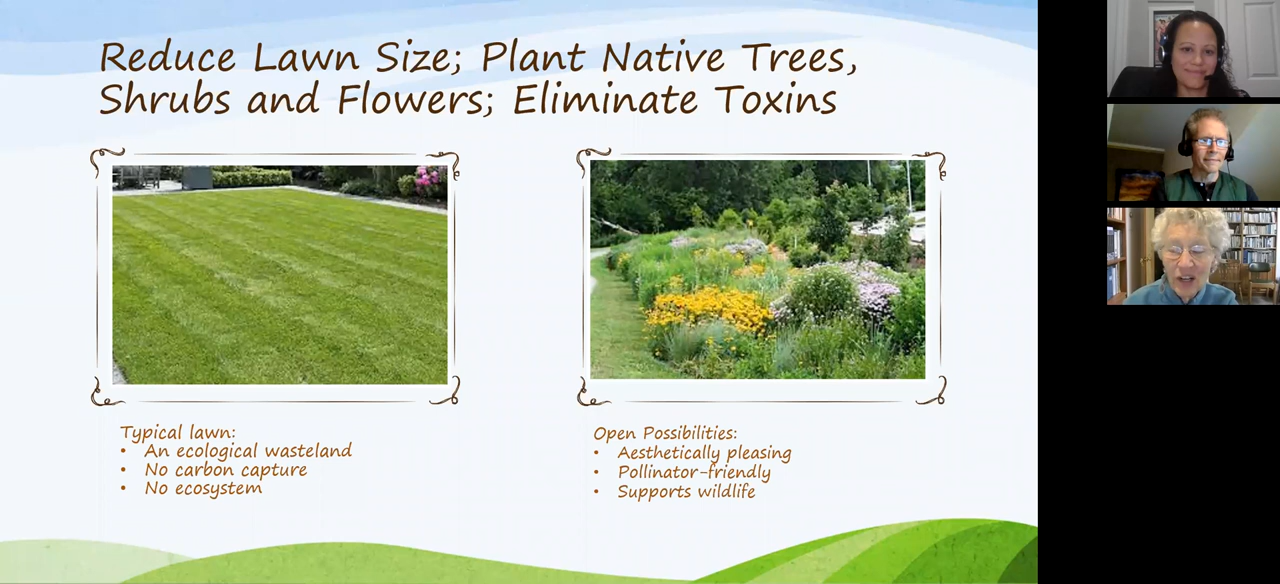 Reduce Lawn Size; Plant Native Trees,
Shrubs and Flowers; Eliminate Toxins
Typical lawn:
• An ecological wasteland
• No carbon capture
• No ecosystem
Open Possibilities:
• Aesthetically pleasing
• Pollinator-friendly
• Supports wildlife